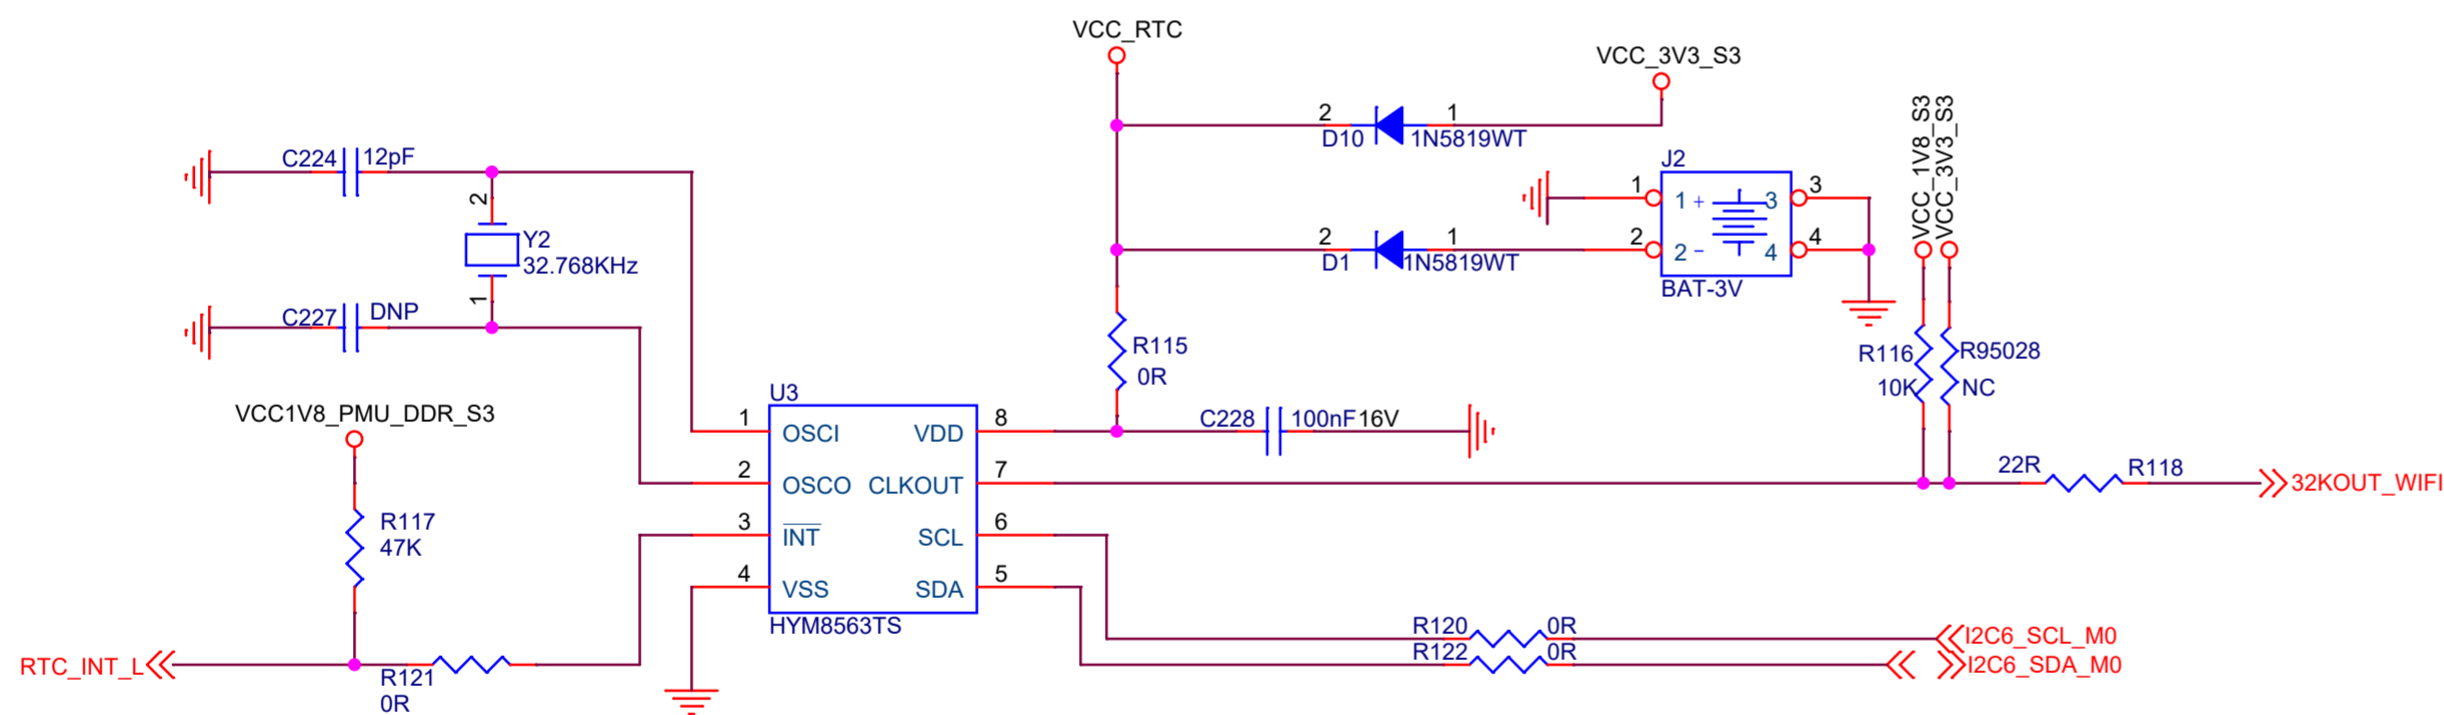 VCC_RTC
VCC_3V3_S3
2
1
D10
1N5819WT
VCC_1V8_S3
VCC_3V3_S3
C224
12pF
2
Y2
32.768KHz
1
C227
DNP
J2
1
1 +
3
3
2
2 -
4
4
BAT-3V
2
1
D1
1N5819WT
R115
0R
R116
10K
R95028
NC
VCC1V8_PMU_DDR_S3
R117
47K
U3
1
OSCI
VDD
8
2
OSCO
CLKOUT
7
3
INT
SCL
6
4
VSS
SDA
5
HYM8563TS
C228
100nF
16V
22R
R118
32KOUT_WIFI
R120
0R
I2C6_SCL_M0
R122
0R
I2C6_SDA_M0
RTC_INT_L
R121
0R